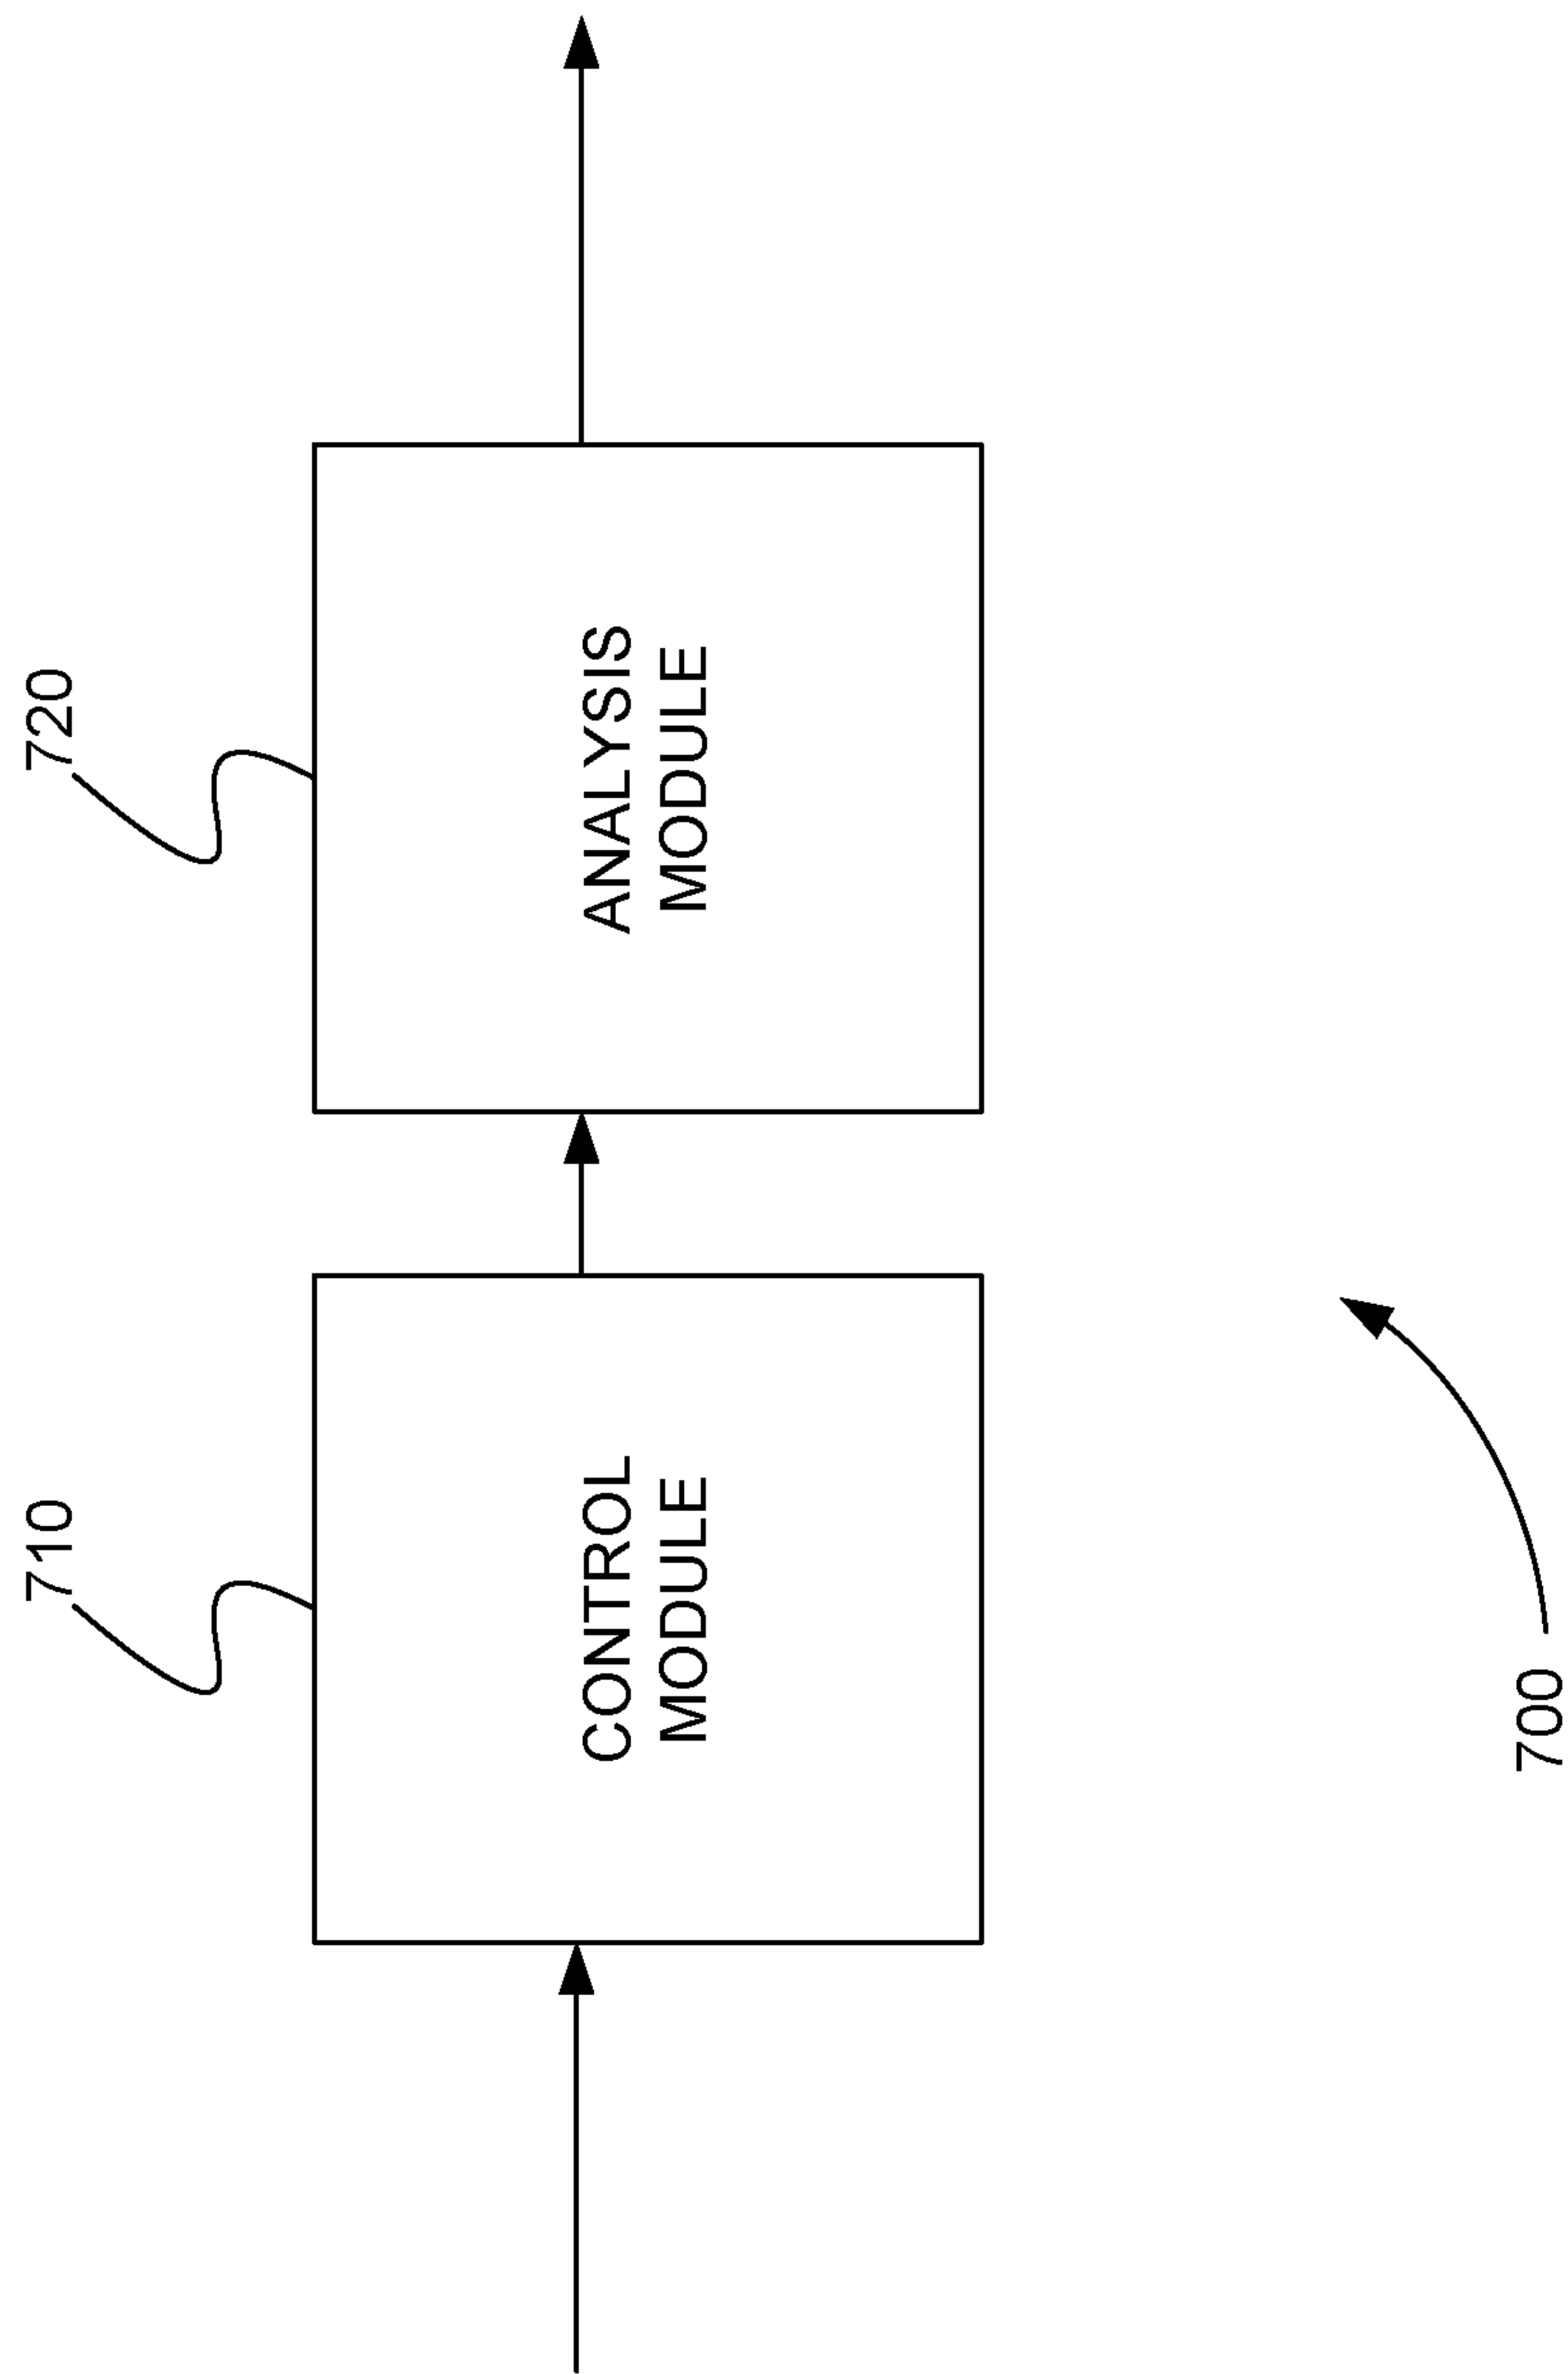 710
720
CONTROL
MODULE
ANALYSIS
MODULE
700